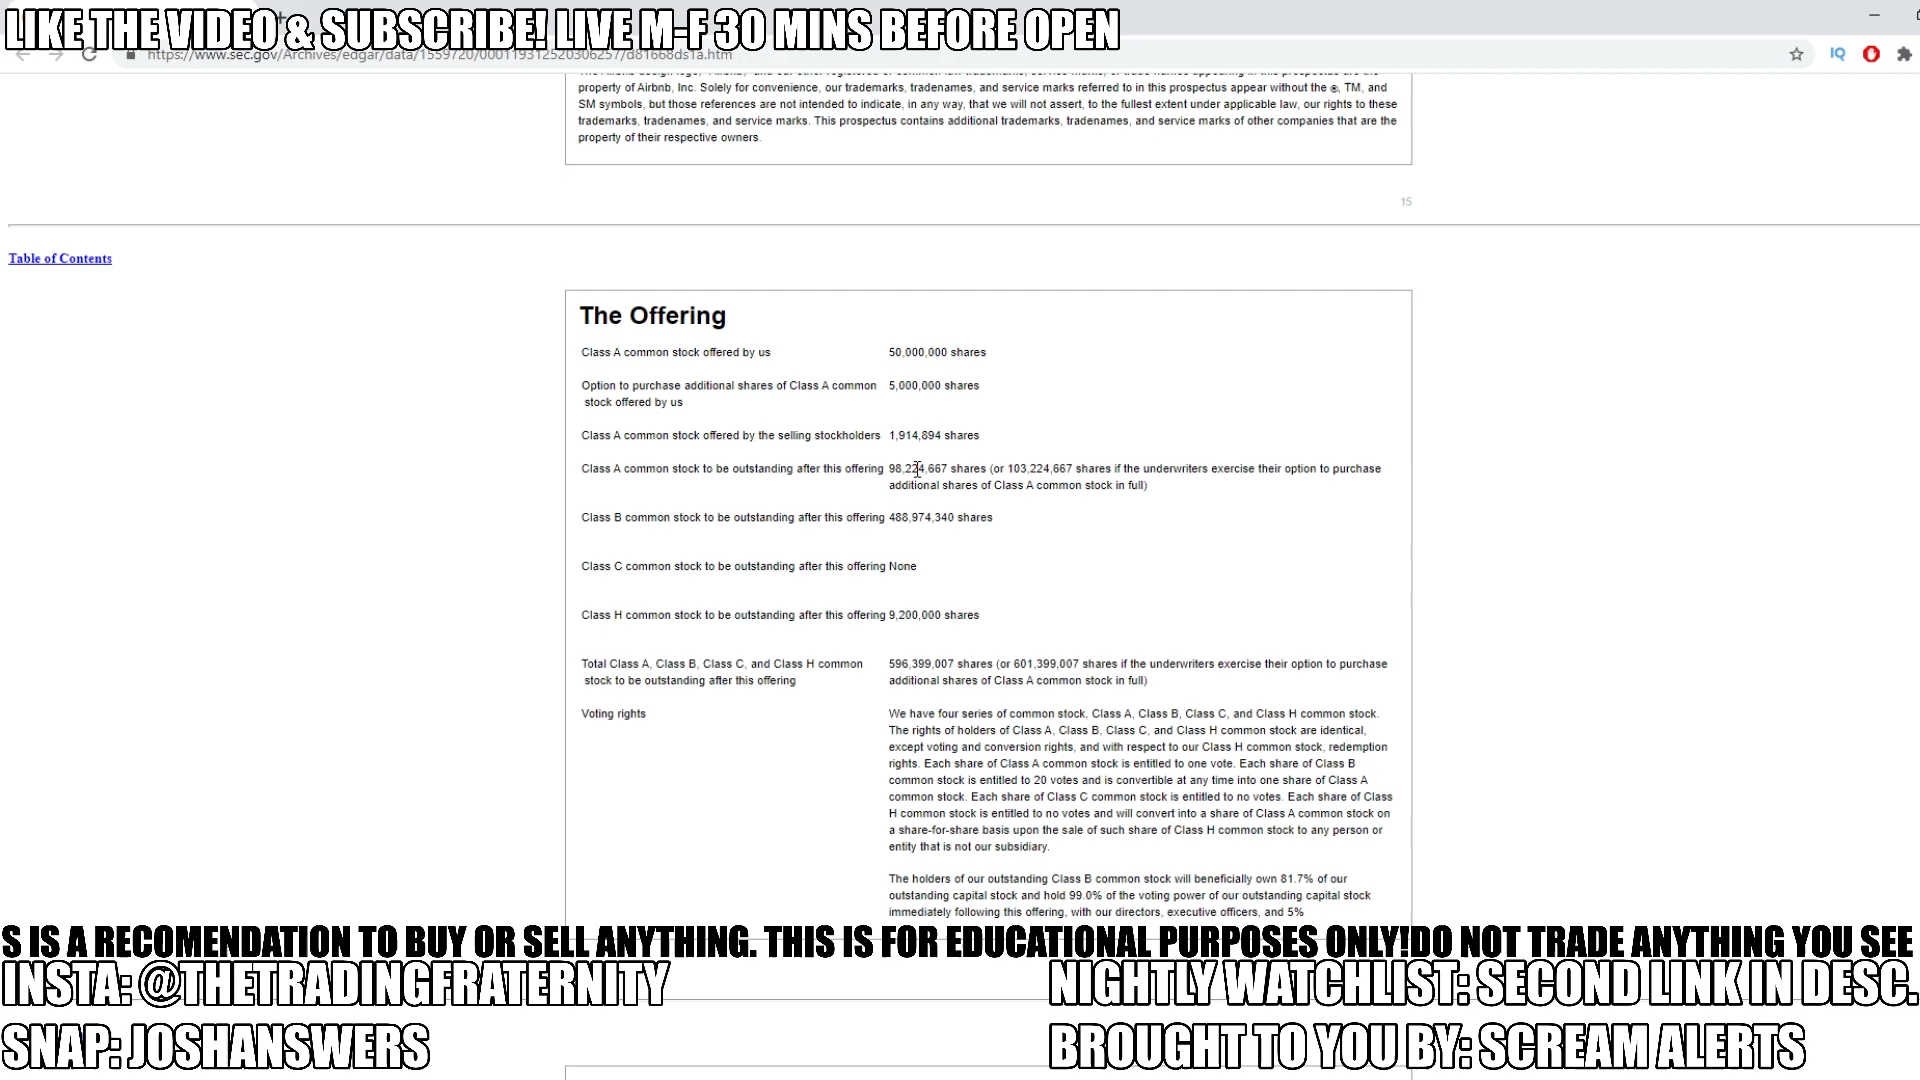 LIKE THE VIDEO & SUBSCRIBE! LIVE M-F 30 MINS BEFORE OPEN
https://www.sec.gov/Archives/edgar/data/1559720/000119312520306257/d81668ds1a.htm
property of Airbnb, Inc. Solely for convenience, our trademarks, tradenames, and service marks referred to in this prospectus appear without the ®, TM, and
SM symbols, but those references are not intended to indicate, in any way, that we will not assert, to the fullest extent under applicable law, our rights to these
trademarks, tradenames, and service marks. This prospectus contains additional trademarks, tradenames, and service marks of other companies that are the
property of their respective owners.
15
Table of Contents
The Offering
Class A common stock offered by us 50,000,000 shares
Option to purchase additional shares of Class A common 5,000,000 shares
stock offered by us
Class A common stock offered by the selling stockholders 1,914,894 shares
Class A common stock to be outstanding after this offering 98,224,667 shares (or 103,224,667 shares if the underwriters exercise their option to purchase
additional shares of Class A common stock in full)
Class B common stock to be outstanding after this offering 488,974,340 shares
Class C common stock to be outstanding after this offering None
Class H common stock to be outstanding after this offering 9,200,000 shares
Total Class A, Class B, Class C, and Class H common 596,399,007 shares (or 601,399,007 shares if the underwriters exercise their option to purchase
stock to be outstanding after this offering additional shares of Class A common stock in full)
Voting rights We have four series of common stock, Class A, Class B, Class C, and Class H common stock.
The rights of holders of Class A, Class B, Class C, and Class H common stock are identical,
except voting and conversion rights, and with respect to our Class H common stock, redemption
rights. Each share of Class A common stock is entitled to one vote. Each share of Class B
common stock is entitled to 20 votes and is convertible at any time into one share of Class A
common stock. Each share of Class C common stock is entitled to no votes. Each share of Class
H common stock is entitled to no votes and will convert into a share of Class A common stock on
a share-for-share basis upon the sale of such share of Class H common stock to any person or
entity that is not our subsidiary.
The holders of our outstanding Class B common stock will beneficially own 81.7% of our
outstanding capital stock and hold 99.0% of the voting power of our outstanding capital stock
immediately following this offering, with our directors, executive officers, and 5%
S IS A RECOMENDATION TO BUY OR SELL ANYTHING. THIS IS FOR EDUCATIONAL PURPOSES ONLY!DO NOT TRADE ANYTHING YOU SEE
INSTA: @THETRADINGFRATERNITY NIGHTLY WATCHLIST: SECOND LINK IN DESC.
SNAP: JOSHANSWERS BROUGHT TO YOU BY: SCREAM ALERTS